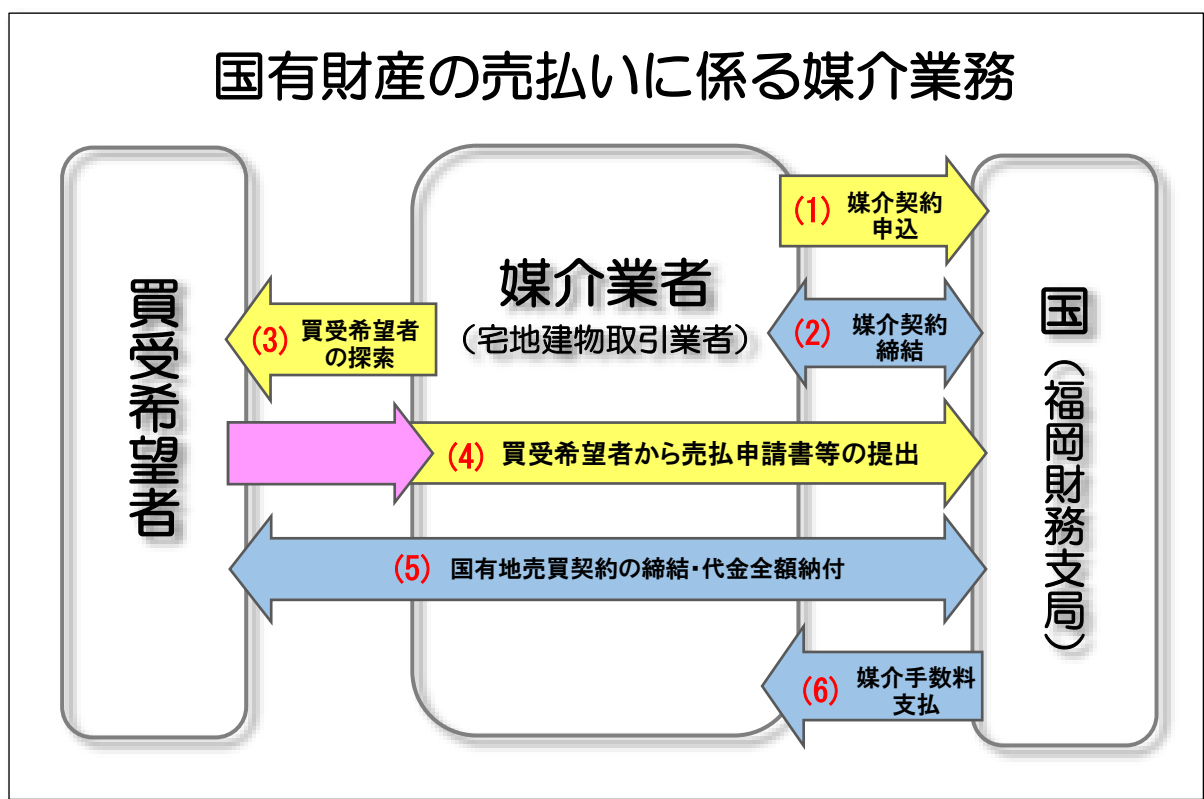 国有財産の売払いに係る媒介業務
買受希望者
媒介業者
（宅地建物取引業者）
国（福岡財務支局）
(1) 媒介契約
申込
(2) 媒介契約
締結
(3) 買受希望者
の探索
(4) 買受希望者から売払申請書等の提出
(5) 国有地売買契約の締結・代金全額納付
(6) 媒介手数料
支払